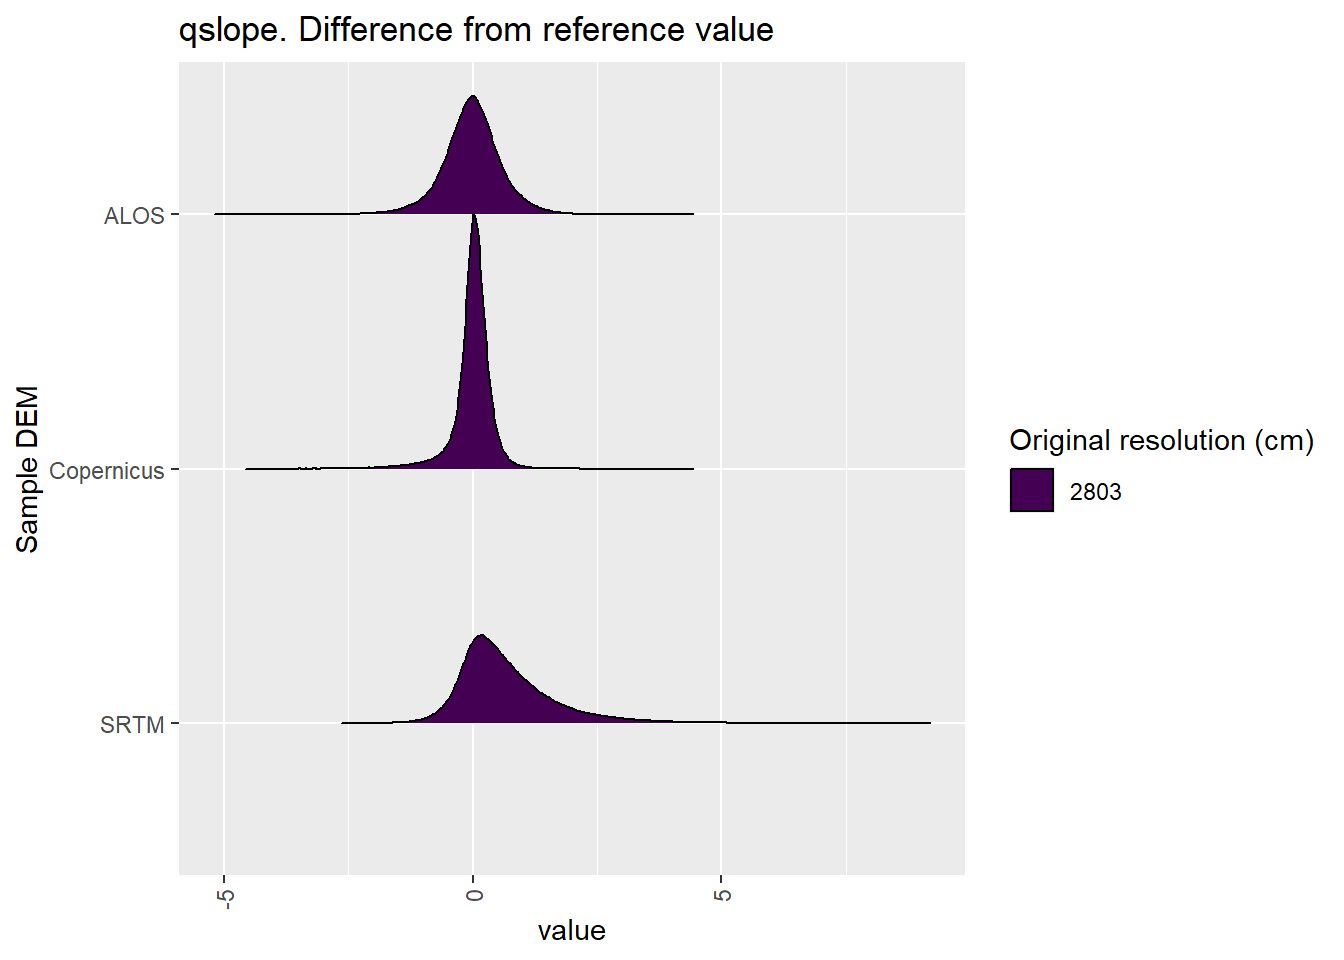 qslope. Difference from reference value
ALOS
Copernicus
SRTM
Sample DEM
-5
0
5
value
Original resolution (cm)
2803